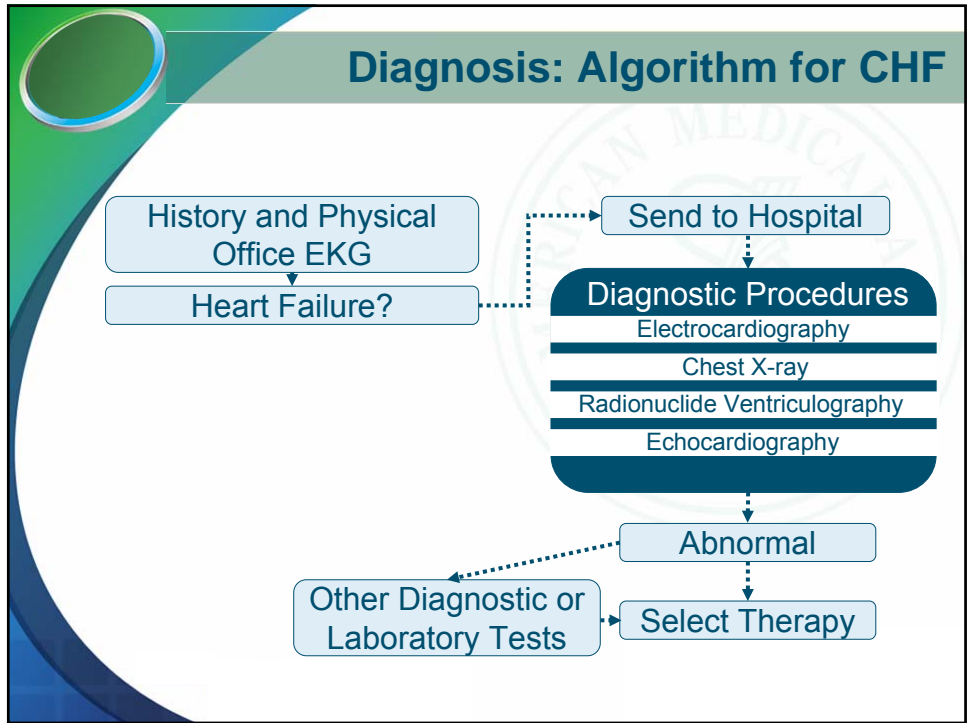 Diagnosis: Algorithm for CHF
History and Physical
Office EKG
Heart Failure?
Send to Hospital
Diagnostic Procedures
Electrocardiography
Chest X-ray
Radionuclide Ventriculography
Echocardiography
Abnormal
Other Diagnostic or
Laboratory Tests
Select Therapy